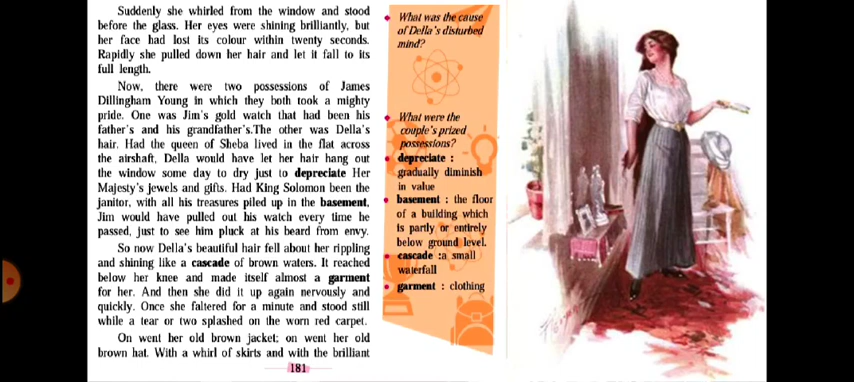 Suddenly she whirled from the window and stood
before the glass. Her eyes were shining brilliantly, but
her face had lost its colour within twenty seconds.
Rapidly she pulled down her hair and let it fall to its
full length.
Now, there were two possessions of James
Dillingham Young in which they both took a mighty
pride. One was Jim's gold watch that had been his
father's and his grandfather's.The other was Della's
hair. Had the queen of Sheba lived in the flat across
the airshaft, Della would have let her hair hang out
the window some day to dry just to depreciate Her
Majesty's jewels and gifts. Had King Solomon been the
janitor, with all his treasures piled up in the basement,
Jim would have pulled out his watch every time he
passed, just to see him pluck at his beard from envy.
So now Della's beautiful hair fell about her rippling
and shining like a cascade of brown waters. It reached
below her knee and made itself almost a garment
for her. And then she did it up again nervously and
quickly. Once she faltered for a minute and stood still
while a tear or two splashed on the worn red carpet.
On went her old brown jacket; on went her old
brown hat. With a whirl of skirts and with the brilliant
181
What was the cause
of Della's disturbed
mind?
What were the
couple's prized
possessions?
depreciate :
gradually diminish
in value
basement : the floor
of a building which
is partly or entirely
below ground level.
cascade :a small
waterfall
garment : clothing